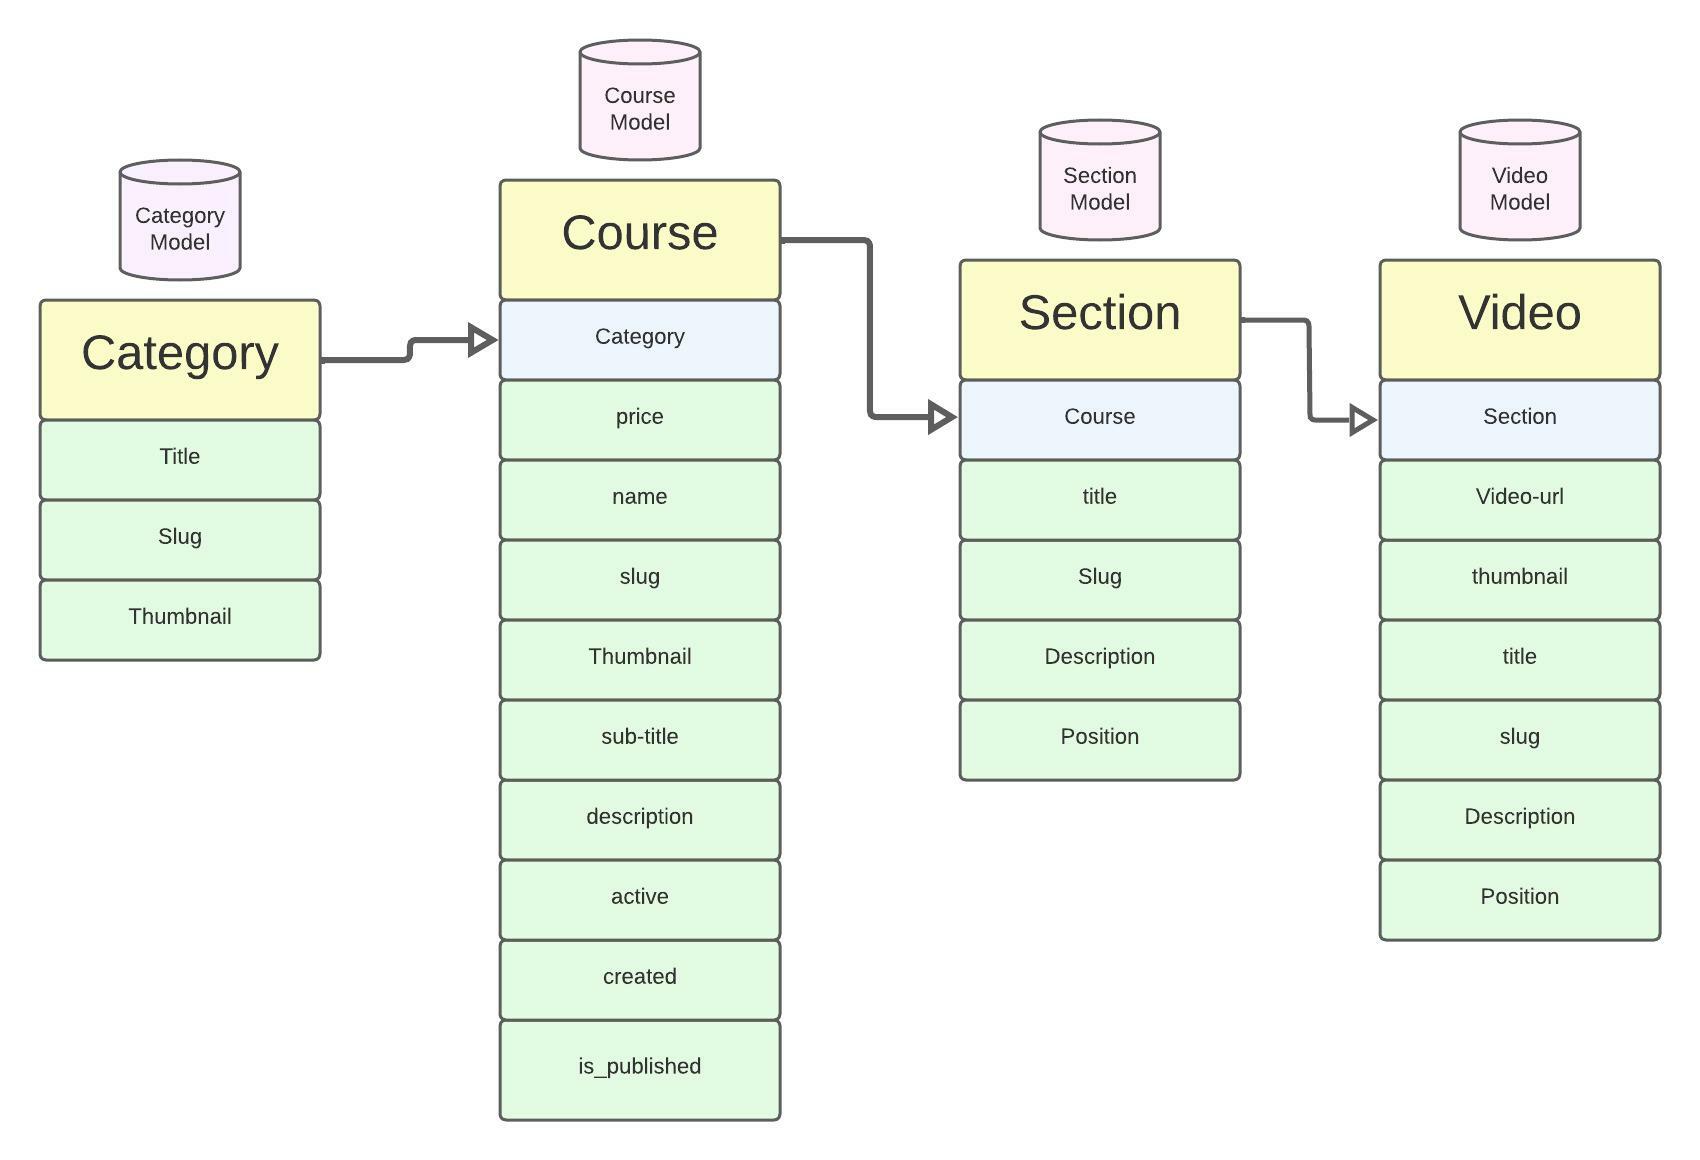 Category
Model
Category
Title
Slug
Thumbnail
Course
Model
Course
Category
price
name
slug
Thumbnail
sub-title
description
active
created
is_published
Section
Model
Section
Course
title
Slug
Description
Position
Video
Model
Video
Section
Video-url
thumbnail
title
slug
Description
Position